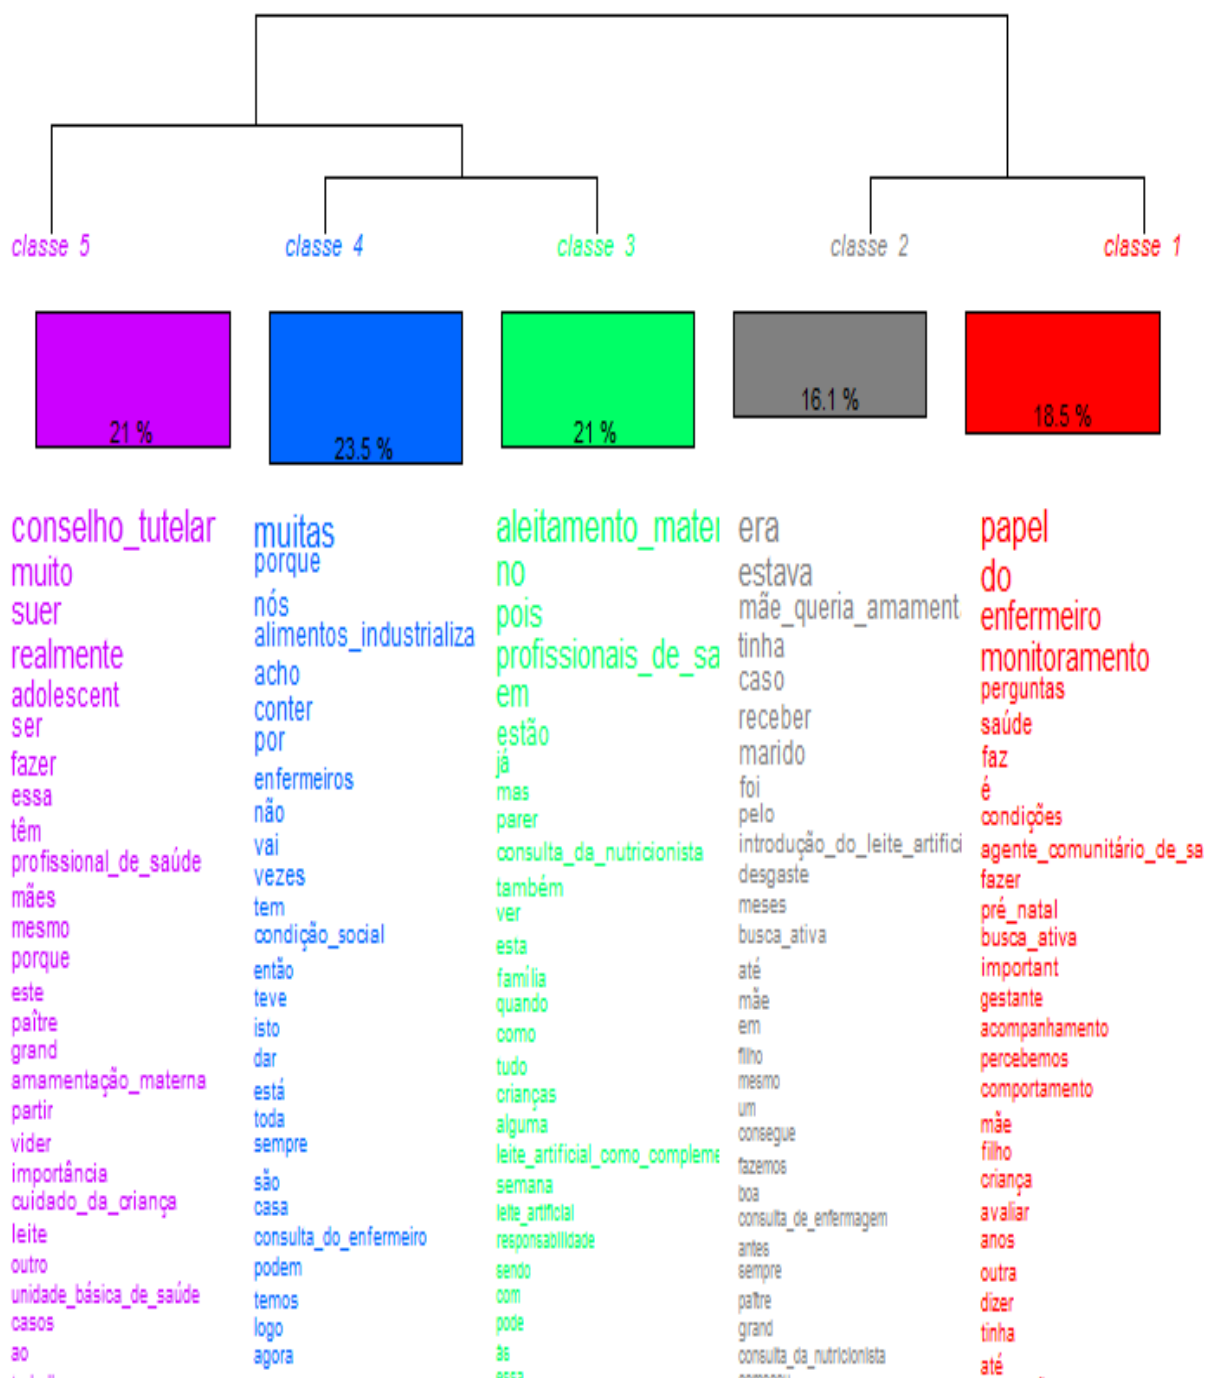 classe 5
classe 4
classe 3
classe 2
classe 1
21 %
23.5 %
21 %
16.1 %
18.5 %
conselho_tutelar
muito
suer
realmente
adolescent
ser
fazer
essa
têm
profissional_de_saúde
mães
mesmo
porque
este
paître
grand
amamentação_materna
partir
vider
importância
cuidado_da_criança
leite
outro
unidade_básica_de_saúde
casos
ao
muitas
porque
nós
alimentos_industrializa
acho
conter
por
enfermeiros
não
vai
vezes
tem
condição_social
então
teve
isto
dar
está
toda
sempre
são
casa
consulta_do_enfermeiro
podem
temos
logo
agora
aleitamento_mater
no
pois
profissionais_de_sa
em
estão
já
mas
parer
consulta_da_nutricionista
também
ver
esta
família
quando
como
tudo
crianças
alguma
leite_artificial_como_compleme
semana
leite_artificial
responsabilidade
sendo
com
pode
às
era
estava
mãe_queria_amament
tinha
caso
receber
marido
foi
pelo
introdução_do_leite_artifici
desgaste
meses
busca_ativa
até
mãe
em
filho
mesmo
um
consegue
fazemos
boa
consulta_de_enfermagem
antes
sempre
paître
grand
consulta_da_nutricionista
papel
do
enfermeiro
monitoramento
perguntas
saúde
faz
é
condições
agente_comunitário_de_sa
fazer
pré_natal
busca_ativa
important
gestante
acompanhamento
percebemos
comportamento
mãe
filho
criança
avaliar
anos
outra
dizer
tinha
até